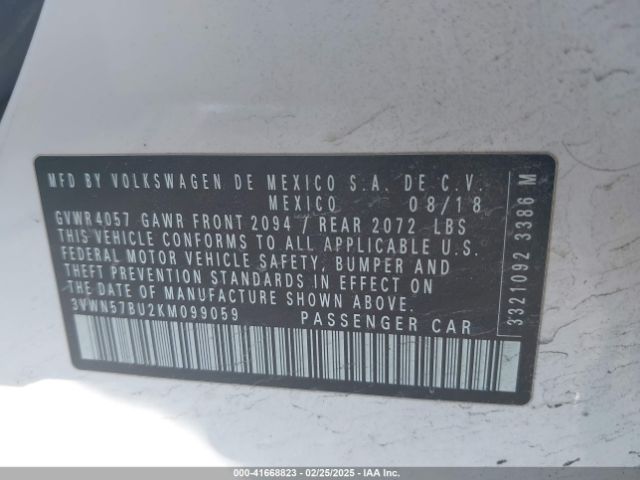 MFD BY VOLKSWAGEN DE MEXICO S.A. DE C.V.
MEXICO 08/18
GVWR4057 GAWR FRONT 2094 / REAR 2072 LBS
THIS VEHICLE CONFORMS TO ALL APPLICABLE U.S.
FEDERAL MOTOR VEHICLE SAFETY, BUMPER AND
THEFT PREVENTION STANDARDS IN EFFECT ON
THE DATE OF MANUFACTURE SHOWN ABOVE.
3VWN57BU2KM099059 PASSENGER CAR
3321092 3386 M
000-41668823 - 02/25/2025 - IAA Inc.